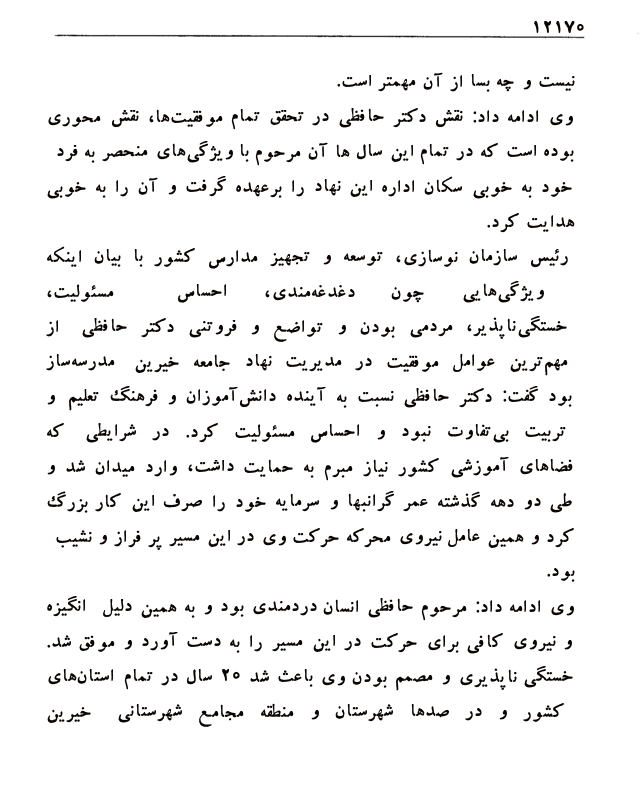 ۱۲۱۷۰
نیست و چه بسا از آن مهمتر است.
وی ادامه داد: نقش دکتر حافظی در تحقق تمام موفقیت‌ها، نقش محوری
بوده است که در تمام این سال ها آن مرحوم با ویژگی‌های منحصر به فرد
خود به خوبی سکان اداره این نهاد را برعهده گرفت و آن را به خوبی
هدایت کرد.
رئیس سازمان نوسازی، توسعه و تجهیز مدارس کشور با بیان اینکه
ویژگی‌هایی چون دغدغه‌مندی، احساس مسئولیت،
خستگی‌ناپذیر، مردمی بودن و تواضع و فروتنی دکتر حافظی از
مهم‌ترین عوامل موفقیت در مدیریت نهاد جامعه خیرین مدرسه‌ساز
بود گفت: دکتر حافظی نسبت به آینده دانش‌آموزان و فرهنگ تعلیم و
تربیت بی‌تفاوت نبود و احساس مسئولیت کرد. در شرایطی که
فضاهای آموزشی کشور نیاز مبرم به حمایت داشت، وارد میدان شد و
طی دو دهه گذشته عمر گرانبها و سرمایه خود را صرف این کار بزرگ
کرد و همین عامل نیروی محرکه حرکت وی در این مسیر پر فراز و نشیب
بود.
وی ادامه داد: مرحوم حافظی انسان دردمندی بود و به همین دلیل انگیزه
و نیروی کافی برای حرکت در این مسیر را به دست آورد و موفق شد.
خستگی ناپذیری و مصمم بودن وی باعث شد ۲۵ سال در تمام استان‌های
کشور و در صدها شهرستان و منطقه مجامع شهرستانی خیرین